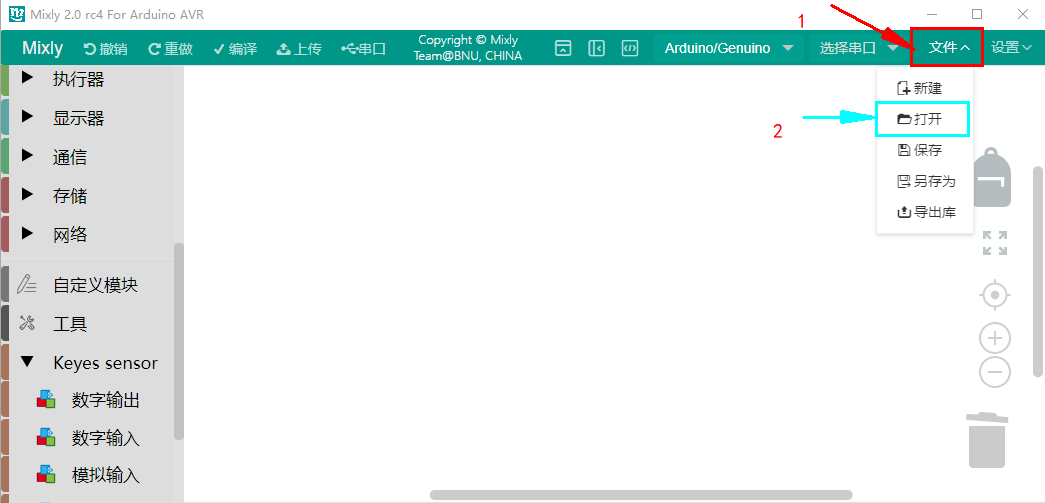 Mixly 2.0 rc4 For Arduino AVR
1
Mixly 撤销 重做 编译 上传 串口 Copyright © Mixly
Team@BNU, CHINA
Arduino/Genuino 选择串口 文件 设置
新建
2 打开
保存
另存为
导出库
执行器
显示器
通信
存储
网络
自定义模块
工具
Keyes sensor
数字输出
数字输入
模拟输入